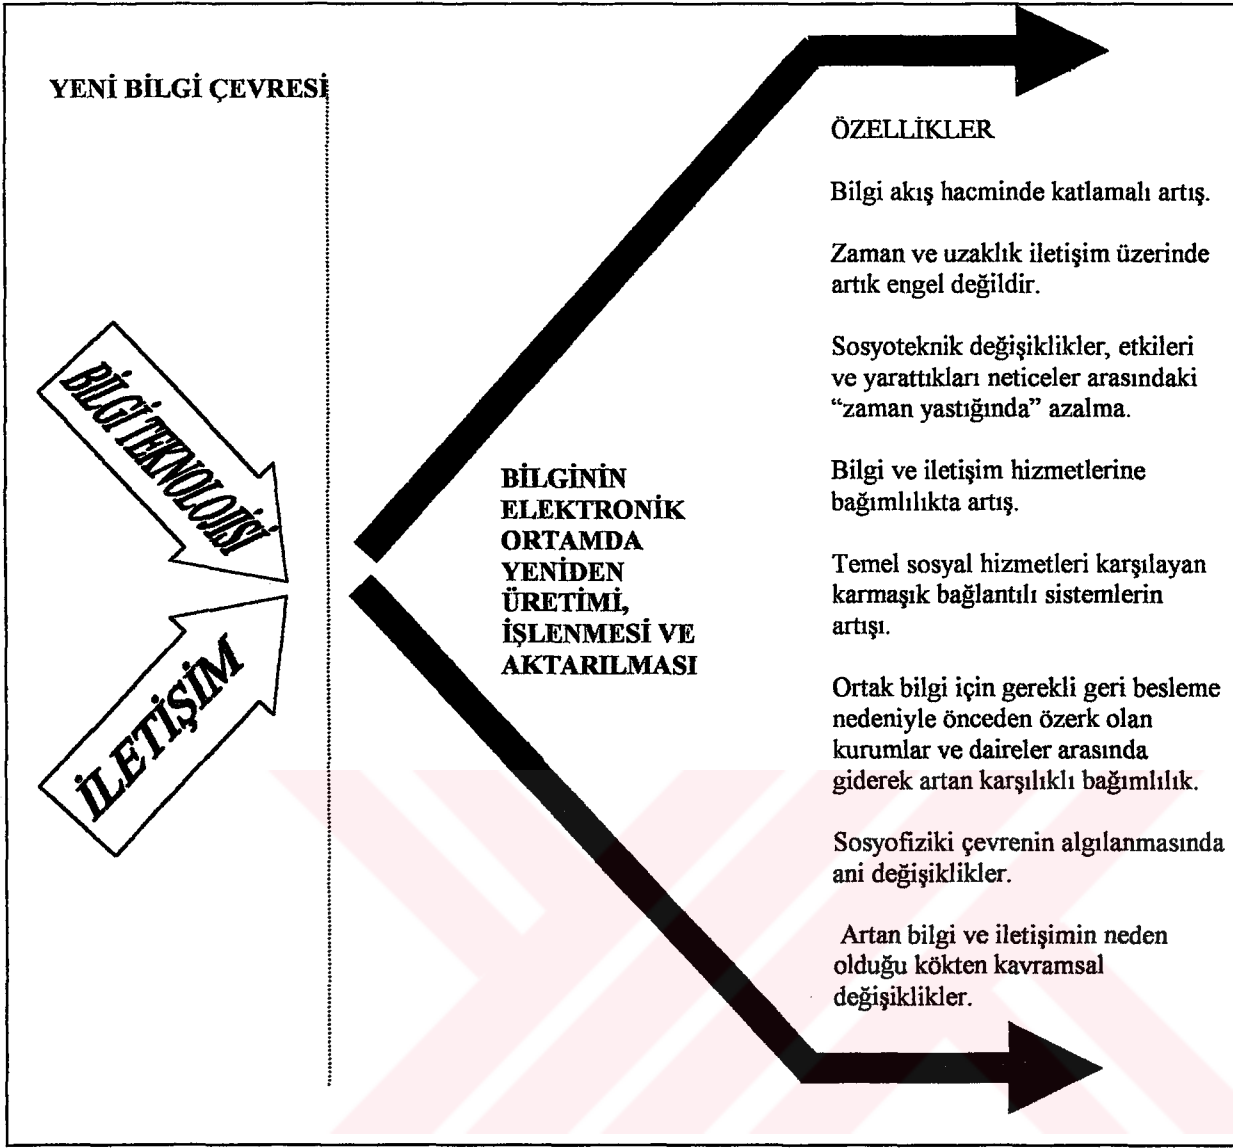 YENİ BİLGİ ÇEVRESİ
BİLGİ TEKNOLOJİSİ
İLETİŞİM
BİLGİNİN
ELEKTRONİK
ORTAMDA
YENİDEN
ÜRETİMİ,
İŞLENMESİ VE
AKTARILMASI
ÖZELLİKLER
Bilgi akış hacminde katlamalı artış.
Zaman ve uzaklık iletişim üzerinde
artık engel değildir.
Sosyoteknik değişiklikler, etkileri
ve yarattıkları neticeler arasındaki
“zaman yastığında” azalma.
Bilgi ve iletişim hizmetlerine
bağımlılıkta artış.
Temel sosyal hizmetleri karşılayan
karmaşık bağlantılı sistemlerin
artışı.
Ortak bilgi için gerekli geri besleme
nedeniyle önceden özerk olan
kurumlar ve daireler arasında
giderek artan karşılıklı bağımlılık.
Sosyofiziki çevrenin algılanmasında
ani değişiklikler.
Artan bilgi ve iletişimin neden
olduğu kökten kavramsal
değişiklikler.